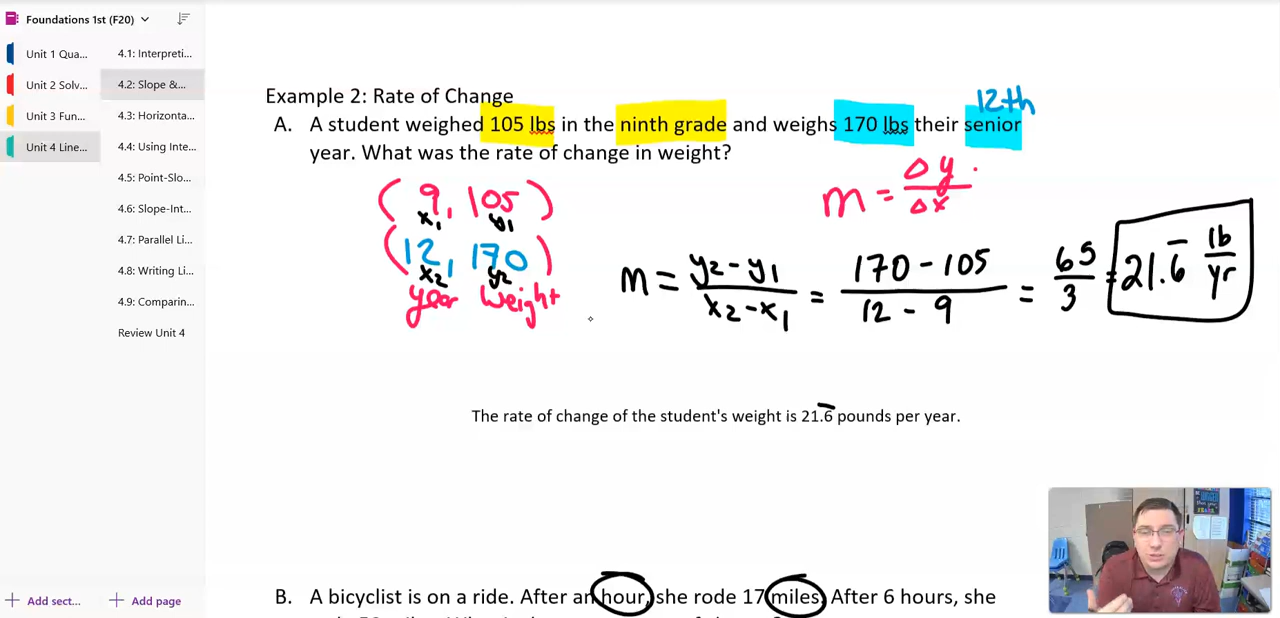 Foundations 1st (F20)
Unit 1 Qua...
Unit 2 Solv...
Unit 3 Fun...
Unit 4 Line...
4.1: Interpreti...
4.2: Slope &...
4.3: Horizonta...
4.4: Using Inte...
4.5: Point-Slo...
4.6: Slope-Int...
4.7: Parallel Li...
4.8: Writing Li...
4.9: Comparin...
Review Unit 4
Add sect...
Add page
Example 2: Rate of Change
12th
A. A student weighed 105 lbs in the ninth grade and weighs 170 lbs their senior
year. What was the rate of change in weight?
m = Δy / Δx
(9, 105)
x1 y1
(12, 170)
x2 y2
year weight
m = y2 - y1 / x2 - x1 = 170 - 105 / 12 - 9 = 65 / 3 = 21.6̅ lb / yr
The rate of change of the student's weight is 21.6̅ pounds per year.
B. A bicyclist is on a ride. After an hour, she rode 17 miles. After 6 hours, she